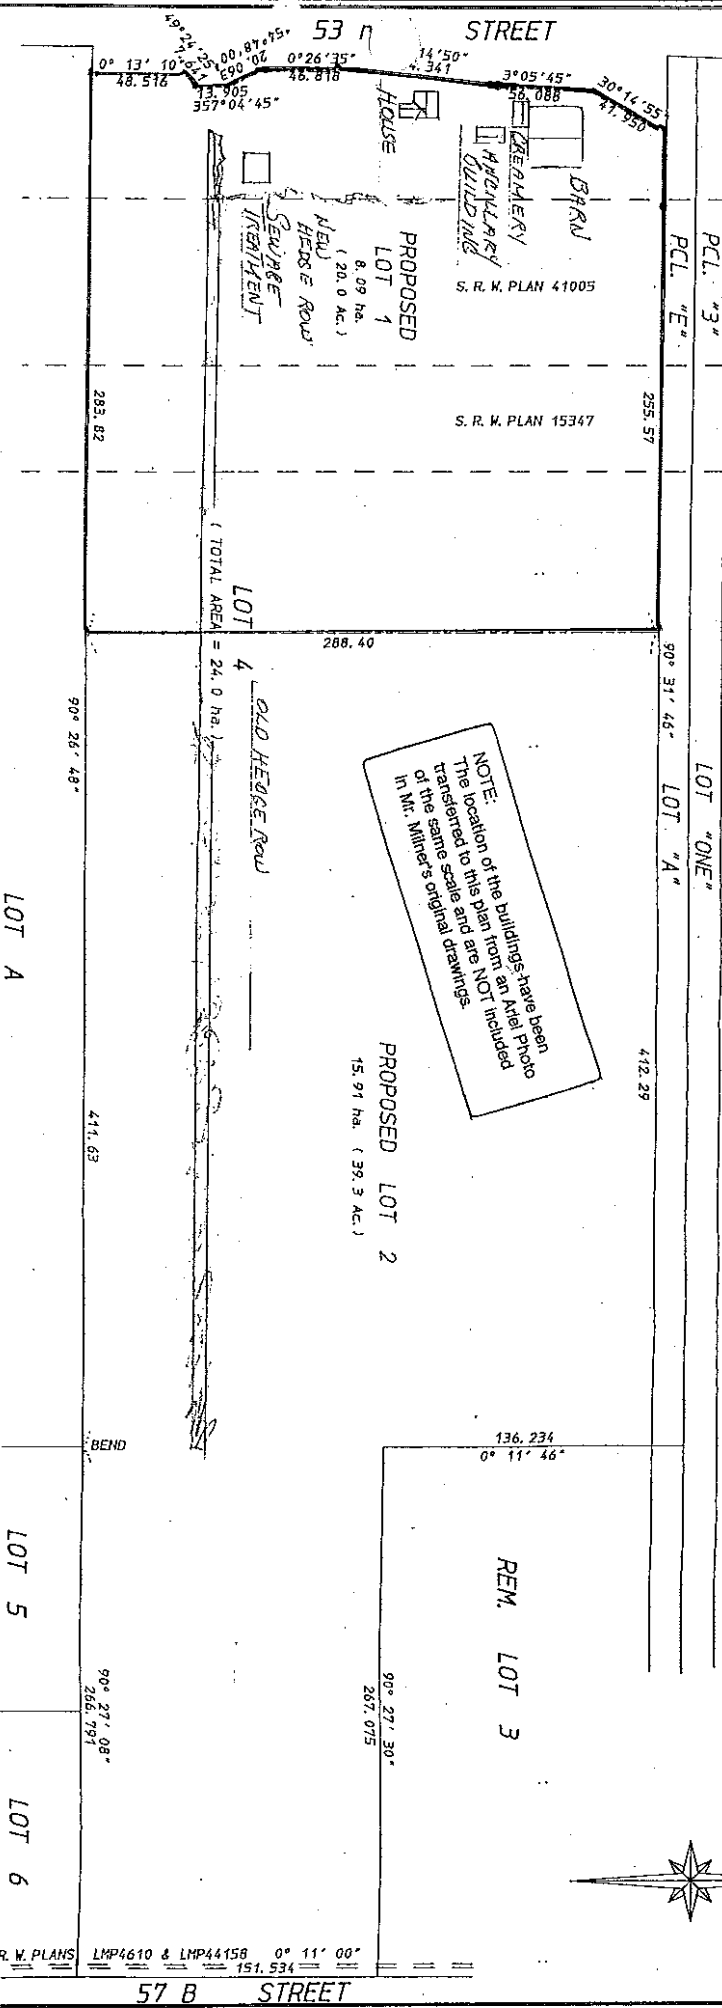 53 n STREET
0° 13' 10"
48.516
49° 24' 25"
7.671
13.905
357° 04' 45"
20.063
0° 26' 35"
46.818
14' 50"
4.341
3° 05' 45"
56.088
30° 14' 55"
47.950
HOUSE
CREAMERY
ANCILLARY
BUILDING
BARN
PROPOSED
LOT 1
8.09 ha.
( 20.0 Ac. )
NEW
HEDGE ROW
SEWAGE
TREATMENT
S. R. W. PLAN 41005
S. R. W. PLAN 15347
PCL. "3"
PCL. "E"
283.82
255.57
LOT 4
( TOTAL AREA = 24.0 ha. )
288.40
90° 31' 46"
90° 26' 48"
OLD HEDGE ROW
LOT "ONE"
LOT "A"
NOTE:
The location of the buildings have been
transferred to this plan from an Ariel Photo
of the same scale and are NOT included
in Mr. Milner's original drawings.
LOT A
412.29
411.63
PROPOSED LOT 2
15.91 ha. ( 39.3 Ac. )
BEND
136.234
0° 11' 46"
LOT 5
REM. LOT 3
90° 27' 08"
266.791
90° 27' 30"
267.075
LOT 6
R. W. PLANS LMP4610 & LMP44158 0° 11' 00"
151.534
57 B STREET